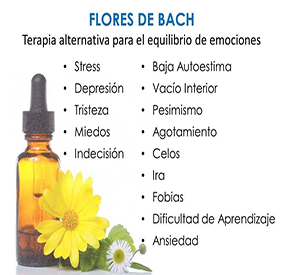 FLORES DE BACH
Terapia alternativa para el equilibrio de emociones
• Stress
• Depresión
• Tristeza
• Miedos
• Indecisión
• Baja Autoestima
• Vacío Interior
• Pesimismo
• Agotamiento
• Celos
• Ira
• Fobias
• Dificultad de Aprendizaje
• Ansiedad